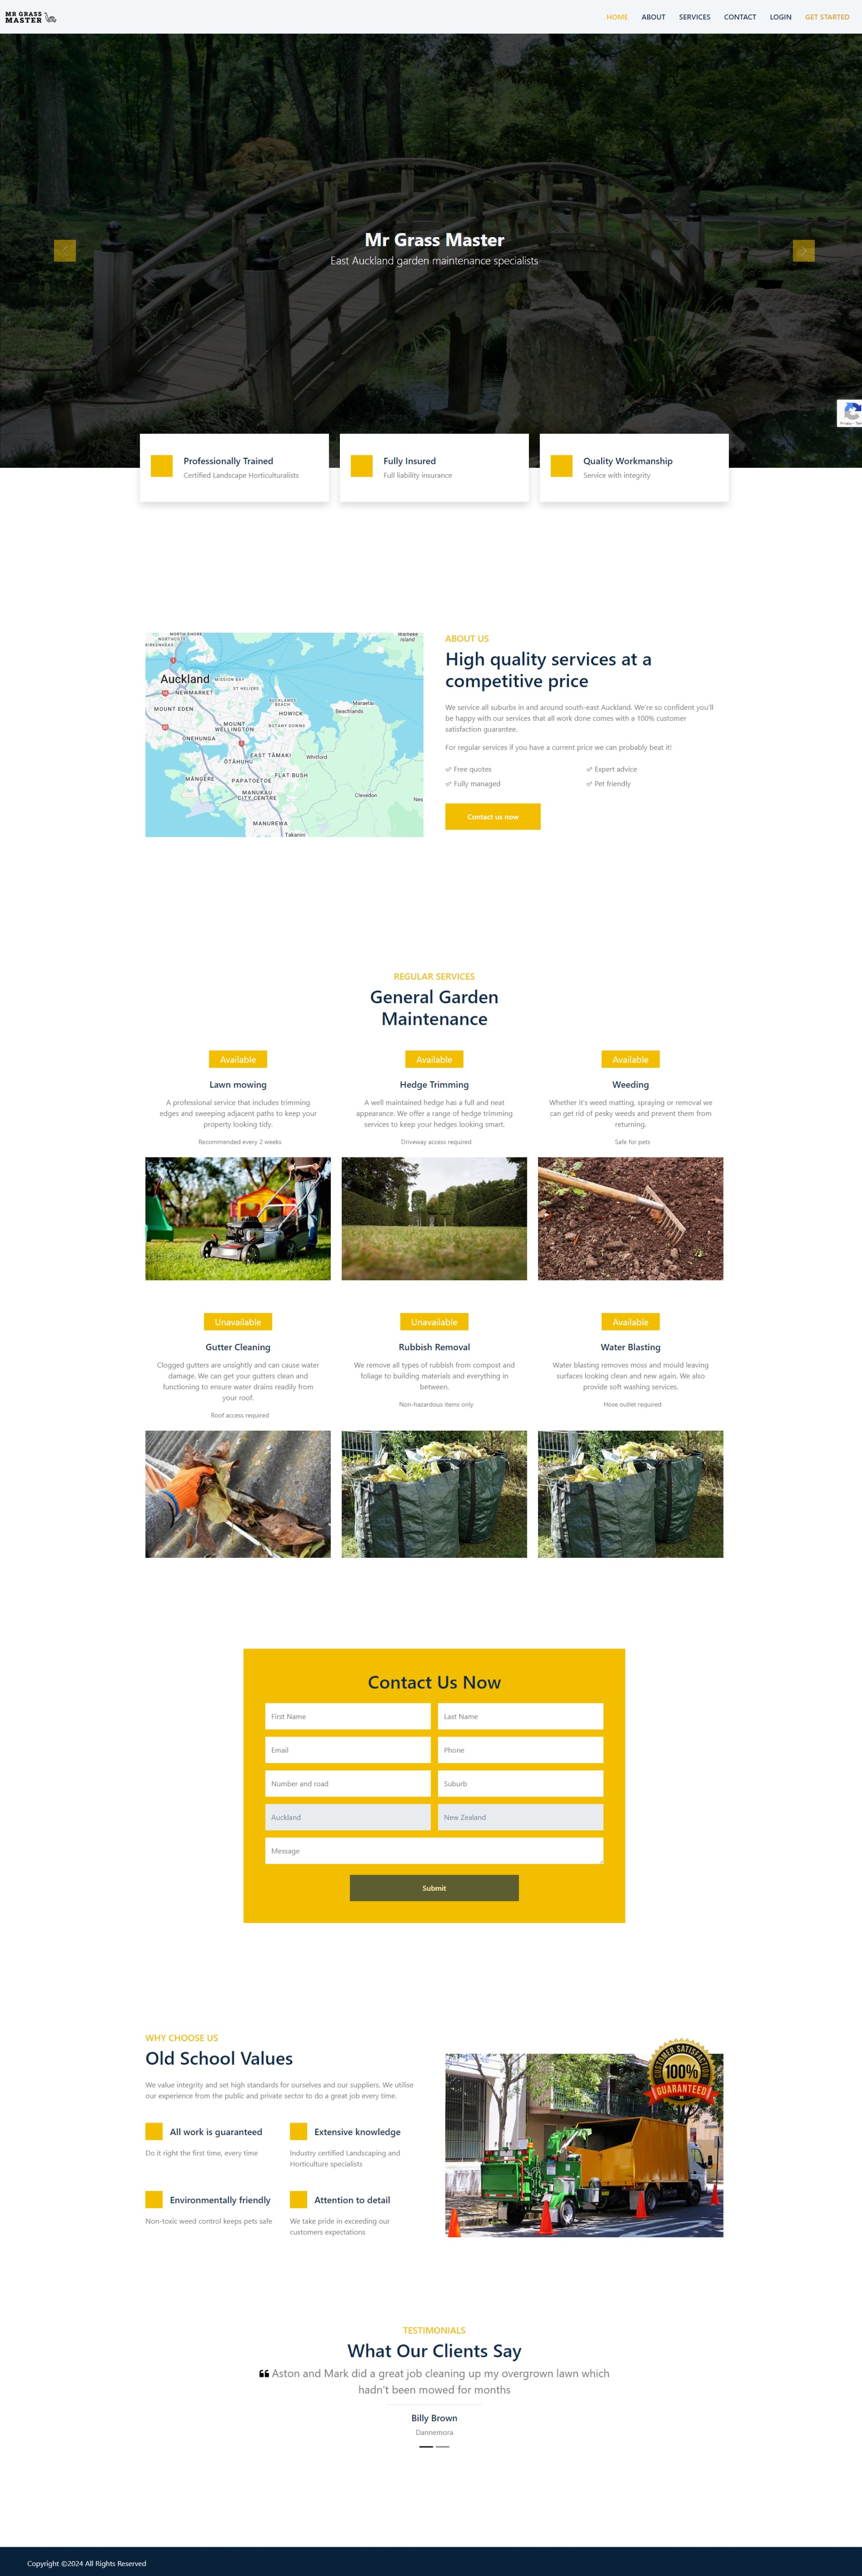 MR GRASS
MASTER
HOME ABOUT SERVICES CONTACT LOGIN GET STARTED
Mr Grass Master
East Auckland garden maintenance specialists
Professionally Trained
Certified Landscape Horticulturalists
Fully Insured
Full liability insurance
Quality Workmanship
Service with integrity
NORTH SHORE
NORTHCOTE
BIRKENHEAD
Waiheke
Island
Auckland
MISSION BAY
NEWMARKET
ST HELIERS
MOUNT EDEN
BUCKLANDS
BEACH
HOWICK
Maraetai
Beachlands
MOUNT
WELLINGTON
BOTANY DOWNS
ONEHUNGA
EAST TĀMAKI
Whitford
ŌTĀHUHU
FLAT BUSH
MĀNGERE
PAPATOETOE
MANUKAU
CITY CENTRE
Clevedon
Nes
MANUREWA
Takanini
ABOUT US
High quality services at a
competitive price
We service all suburbs in and around south-east Auckland. We're so confident you'll
be happy with our services that all work done comes with a 100% customer
satisfaction guarantee.
For regular services if you have a current price we can probably beat it!
Free quotes
Expert advice
Fully managed
Pet friendly
Contact us now
REGULAR SERVICES
General Garden
Maintenance
Available
Lawn mowing
A professional service that includes trimming
edges and sweeping adjacent paths to keep your
property looking tidy.
Recommended every 2 weeks
Available
Hedge Trimming
A well maintained hedge has a full and neat
appearance. We offer a range of hedge trimming
services to keep your hedges looking smart.
Driveway access required
Available
Weeding
Whether it's weed matting, spraying or removal we
can get rid of pesky weeds and prevent them from
returning.
Safe for pets
Unavailable
Gutter Cleaning
Clogged gutters are unsightly and can cause water
damage. We can get your gutters clean and
functioning to ensure water drains readily from
your roof.
Roof access required
Unavailable
Rubbish Removal
We remove all types of rubbish from compost and
foliage to building materials and everything in
between.
Non-hazardous items only
Available
Water Blasting
Water blasting removes moss and mould leaving
surfaces looking clean and new again. We also
provide soft washing services.
Hose outlet required
Contact Us Now
First Name
Last Name
Email
Phone
Number and road
Suburb
Auckland
New Zealand
Message
Submit
WHY CHOOSE US
Old School Values
We value integrity and set high standards for ourselves and our suppliers. We utilise
our experience from the public and private sector to do a great job every time.
All work is guaranteed
Do it right the first time, every time
Extensive knowledge
Industry certified Landscaping and
Horticulture specialists
Environmentally friendly
Non-toxic weed control keeps pets safe
Attention to detail
We take pride in exceeding our
customers expectations
CUSTOMER SATISFACTION
100%
GUARANTEED
TESTIMONIALS
What Our Clients Say
Aston and Mark did a great job cleaning up my overgrown lawn which
hadn't been mowed for months
Billy Brown
Dannemora
Copyright ©2024 All Rights Reserved